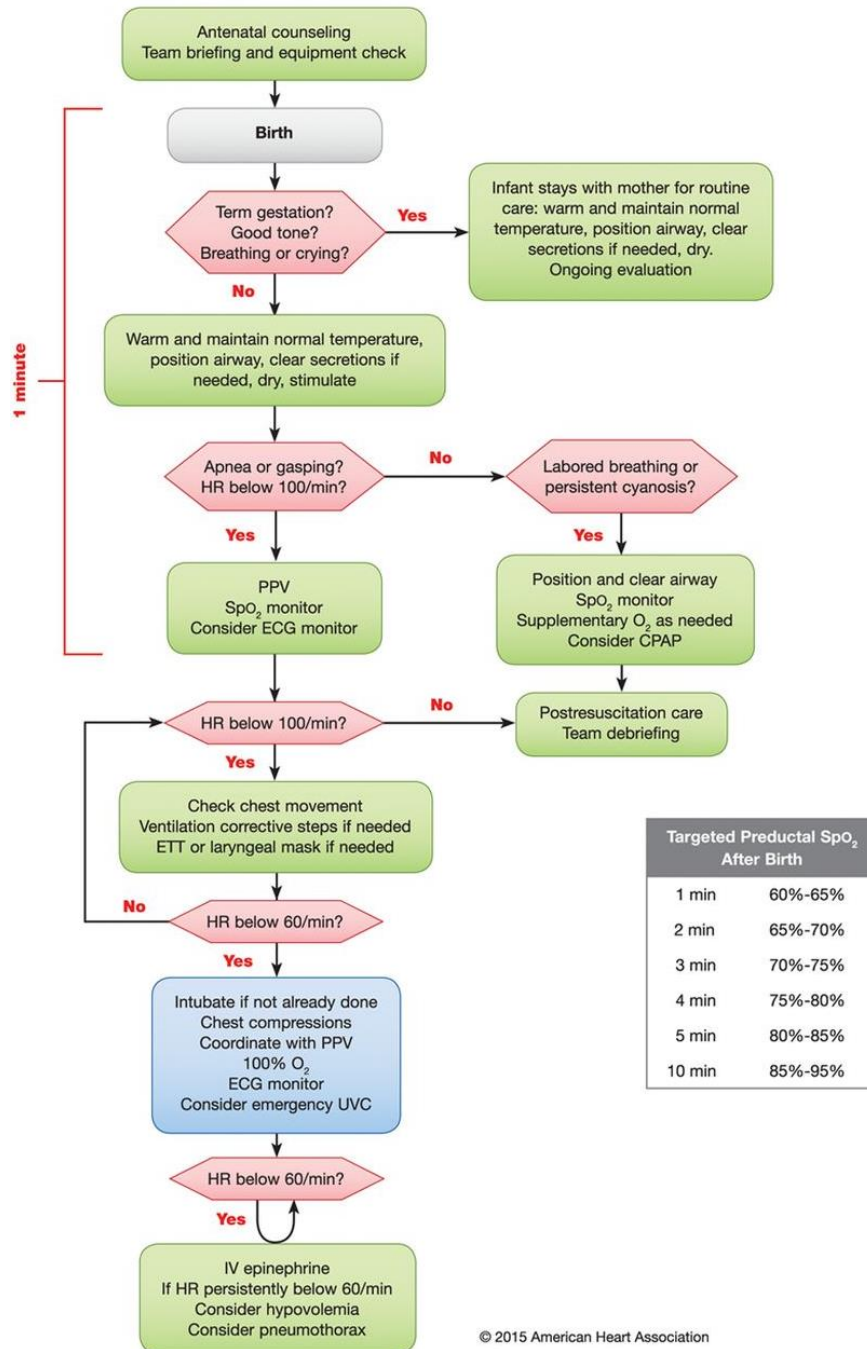 Antenatal counseling
Team briefing and equipment check
Birth
1 minute
Term gestation?
Good tone?
Breathing or crying?
Yes
Infant stays with mother for routine
care: warm and maintain normal
temperature, position airway, clear
secretions if needed, dry.
Ongoing evaluation
No
Warm and maintain normal temperature,
position airway, clear secretions if
needed, dry, stimulate
Apnea or gasping?
HR below 100/min?
No
Labored breathing or
persistent cyanosis?
Yes
Yes
PPV
SpO₂ monitor
Consider ECG monitor
Position and clear airway
SpO₂ monitor
Supplementary O₂ as needed
Consider CPAP
HR below 100/min?
No
Postresuscitation care
Team debriefing
Yes
Check chest movement
Ventilation corrective steps if needed
ETT or laryngeal mask if needed
No
HR below 60/min?
Yes
Intubate if not already done
Chest compressions
Coordinate with PPV
100% O₂
ECG monitor
Consider emergency UVC
HR below 60/min?
Yes
IV epinephrine
If HR persistently below 60/min
Consider hypovolemia
Consider pneumothorax
Targeted Preductal SpO₂
After Birth
1 min 60%-65%
2 min 65%-70%
3 min 70%-75%
4 min 75%-80%
5 min 80%-85%
10 min 85%-95%
© 2015 American Heart Association